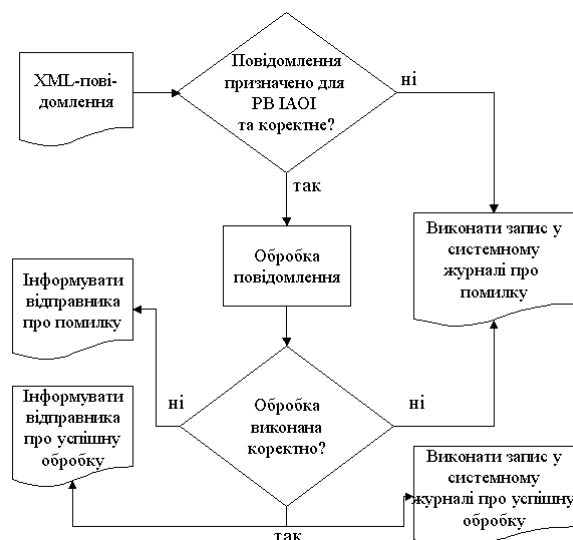 XML-пові-
домлення
Повідомлення
призначено для
РВ ІАОІ
та коректне?
ні
так
Обробка
повідомлення
Виконати запис у
системному
журналі про
помилку
Інформувати
відправника
про помилку
ні
Обробка
виконана
коректно?
ні
Інформувати
відправника
про успішну
обробку
Виконати запис у
системному
журналі про успішну
обробку
так